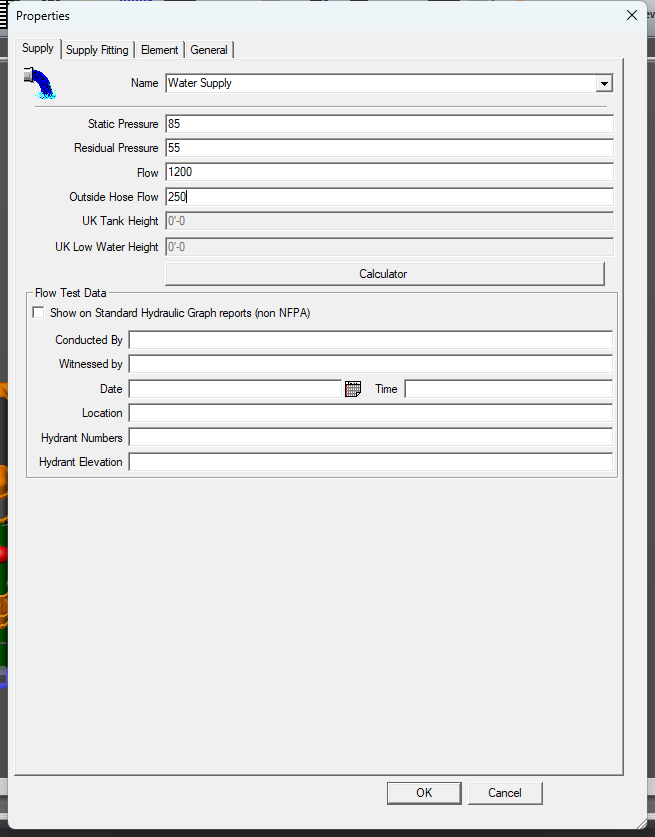 Properties
Supply Supply Fitting Element General
Name Water Supply
Static Pressure 85
Residual Pressure 55
Flow 1200
Outside Hose Flow 250
UK Tank Height 0'-0
UK Low Water Height 0'-0
Calculator
Flow Test Data
Show on Standard Hydraulic Graph reports (non NFPA)
Conducted By
Witnessed by
Date Time
Location
Hydrant Numbers
Hydrant Elevation
OK Cancel